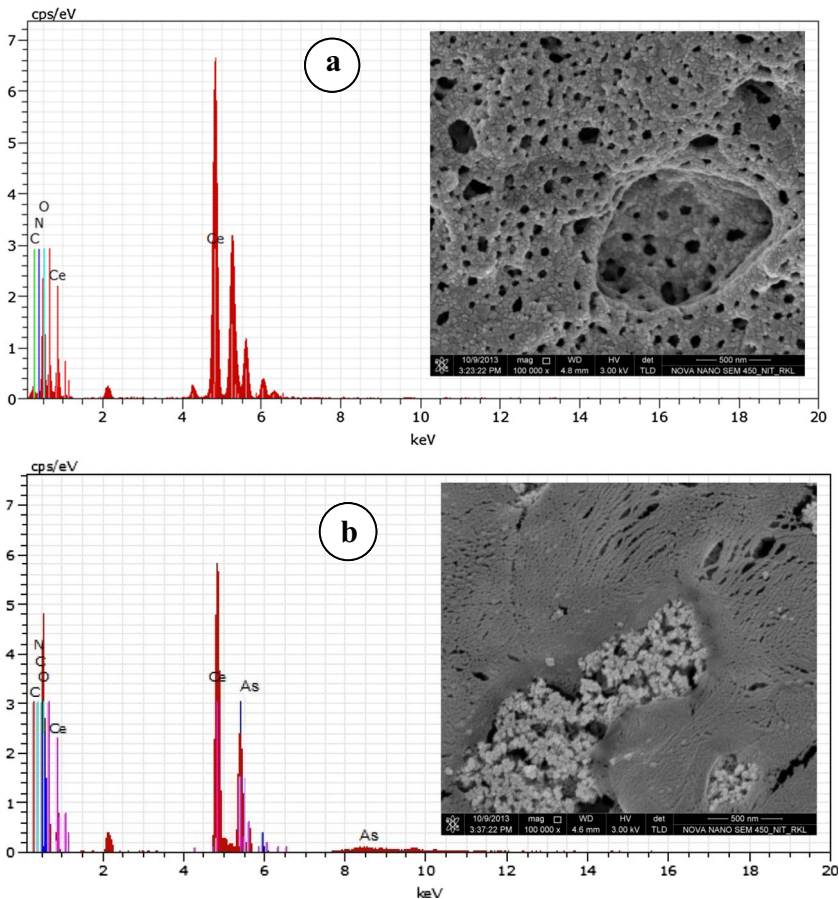 cps/eV
a
7
6
5
4
3
2
1
0
O
N
C
Ce
Ce
2 4 6 8 10 12 14 16 18 20
keV
10/9/2013 mag WD HV det 500 nm
3:23:22 PM 100 000 x 4.8 mm 3.00 kV TLD NOVA NANO SEM 450_NIT_RKL
cps/eV
b
7
6
5
4
3
2
1
0
N
C
O
C
Ce
Ce
As
As
2 4 6 8 10 12 14 16 18 20
keV
10/9/2013 mag WD HV det 500 nm
3:37:22 PM 100 000 x 4.6 mm 3.00 kV TLD NOVA NANO SEM 450_NIT_RKL